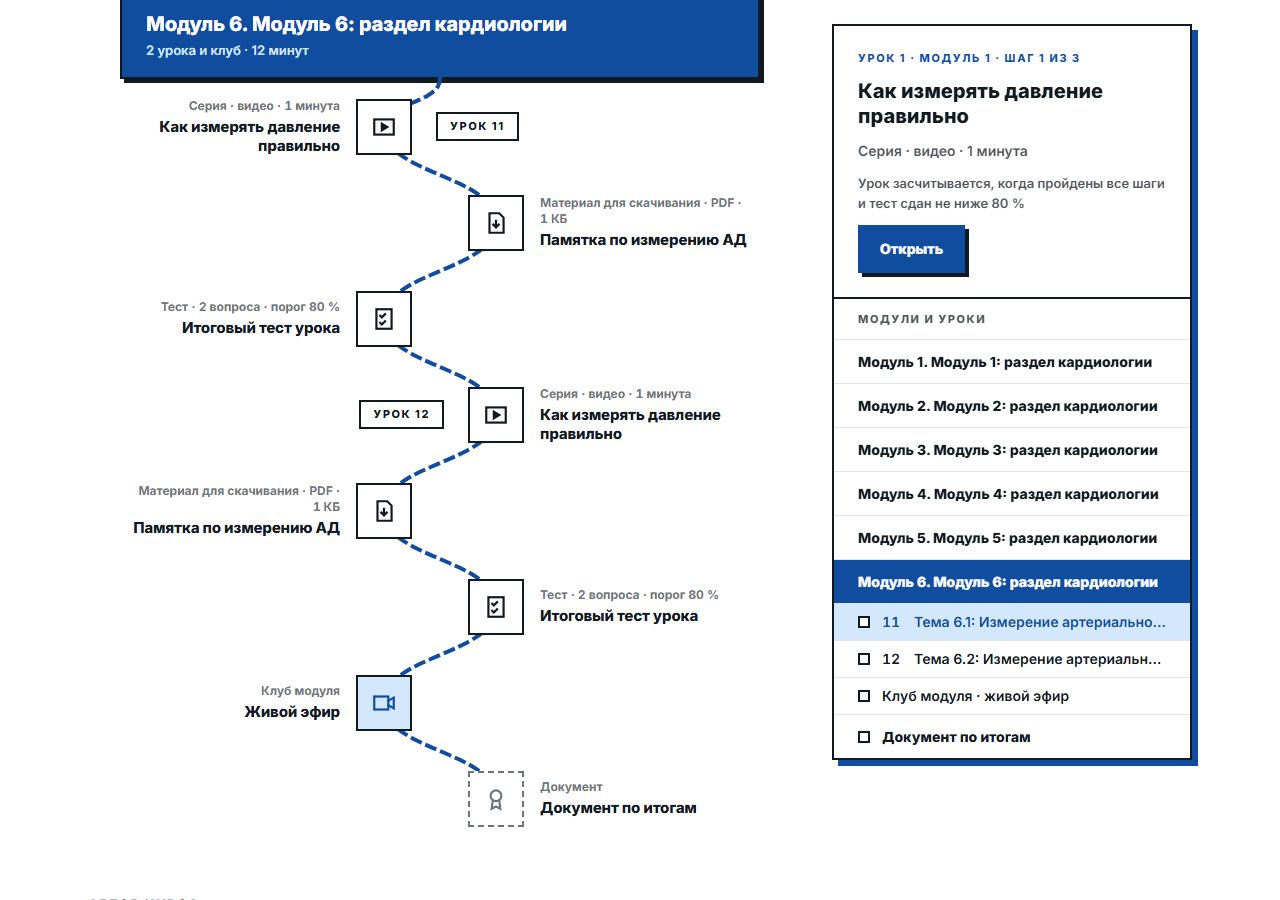 Модуль 6. Модуль 6: раздел кардиологии
2 урока и клуб · 12 минут
Серия · видео · 1 минута
Как измерять давление
правильно
УРОК 11
Материал для скачивания · PDF ·
1 КБ
Памятка по измерению АД
Тест · 2 вопроса · порог 80 %
Итоговый тест урока
УРОК 12
Серия · видео · 1 минута
Как измерять давление
правильно
Материал для скачивания · PDF ·
1 КБ
Памятка по измерению АД
Тест · 2 вопроса · порог 80 %
Итоговый тест урока
Клуб модуля
Живой эфир
Документ
Документ по итогам
УРОК 1 · МОДУЛЬ 1 · ШАГ 1 ИЗ 3
Как измерять давление
правильно
Серия · видео · 1 минута
Урок засчитывается, когда пройдены все шаги
и тест сдан не ниже 80 %
Открыть
МОДУЛИ И УРОКИ
Модуль 1. Модуль 1: раздел кардиологии
Модуль 2. Модуль 2: раздел кардиологии
Модуль 3. Модуль 3: раздел кардиологии
Модуль 4. Модуль 4: раздел кардиологии
Модуль 5. Модуль 5: раздел кардиологии
Модуль 6. Модуль 6: раздел кардиологии
11 Тема 6.1: Измерение артериально...
12 Тема 6.2: Измерение артериальн...
Клуб модуля · живой эфир
Документ по итогам